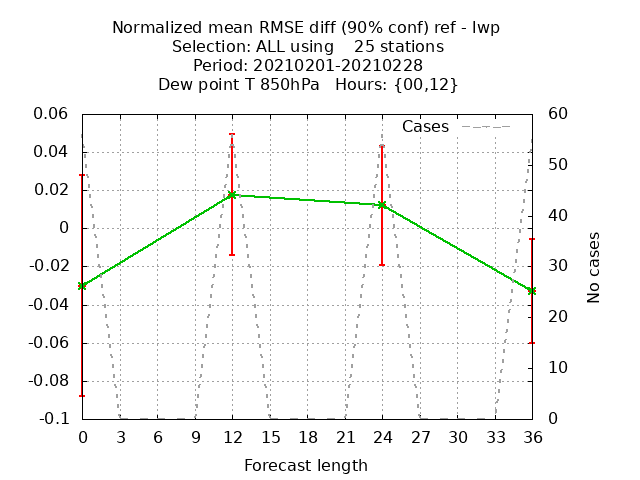 Normalized mean RMSE diff (90% conf) ref - lwp
Selection: ALL using    25 stations
Period: 20210201-20210228
Dew point T 850hPa   Hours: {00,12}
Cases
0.06
0.04
0.02
0
-0.02
-0.04
-0.06
-0.08
-0.1
60
50
40
30
20
10
0
No cases
0 3 6 9 12 15 18 21 24 27 30 33 36
Forecast length